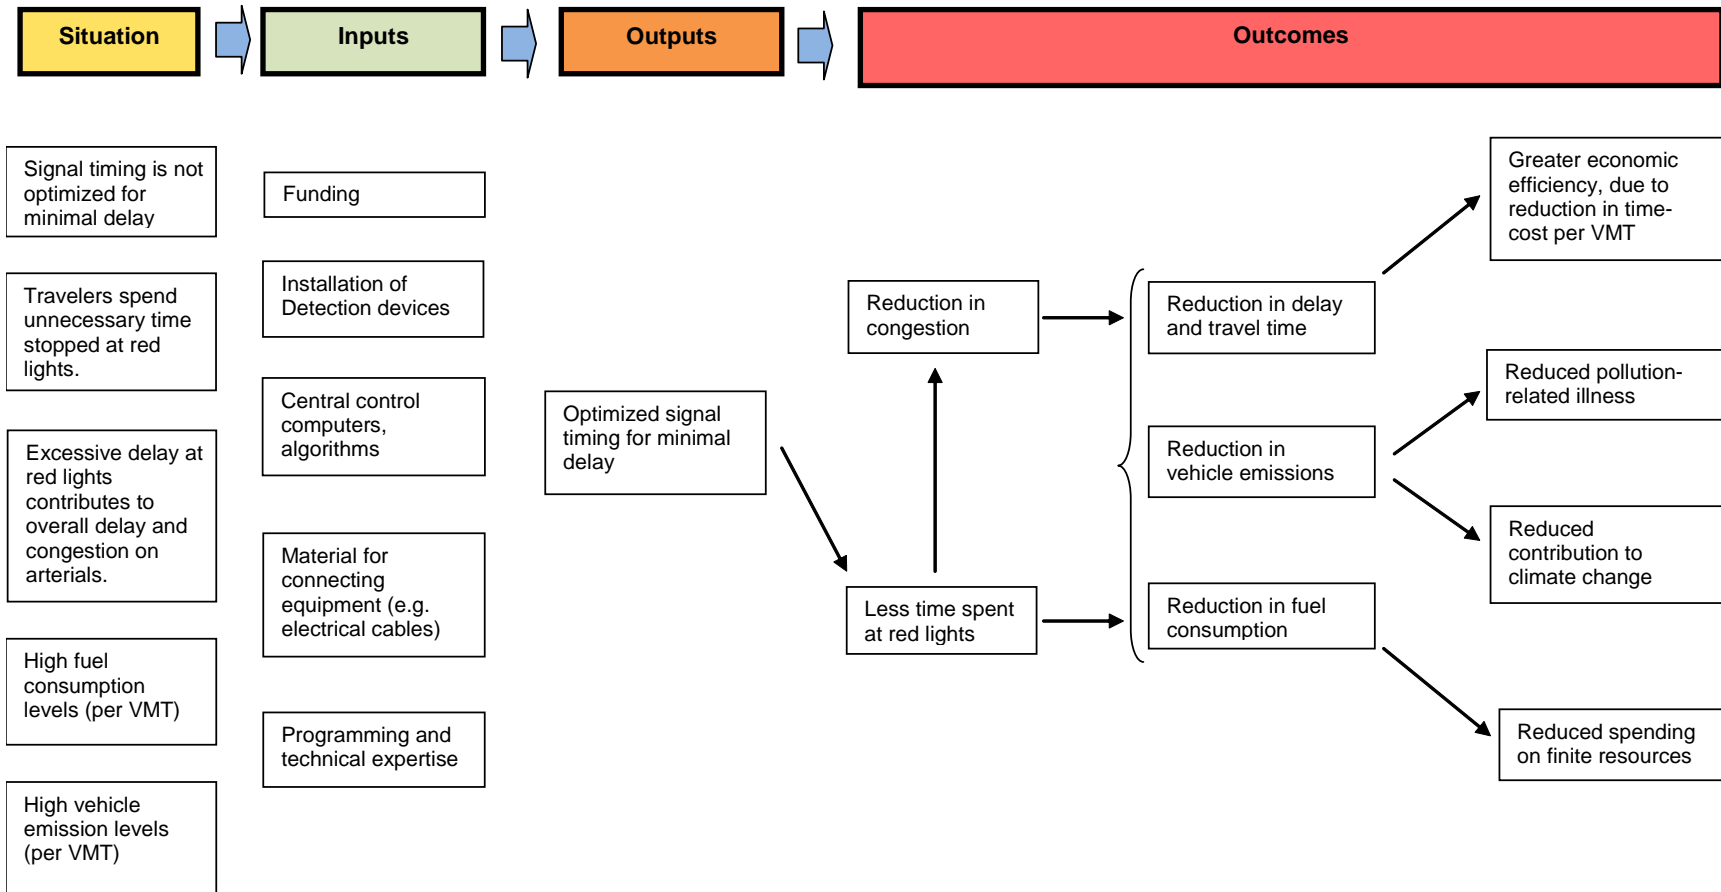 Situation
Inputs
Outputs
Outcomes
Signal timing is not
optimized for
minimal delay
Travelers spend
unnecessary time
stopped at red
lights.
Excessive delay at
red lights
contributes to
overall delay and
congestion on
arterials.
High fuel
consumption
levels (per VMT)
High vehicle
emission levels
(per VMT)
Funding
Installation of
Detection devices
Central control
computers,
algorithms
Material for
connecting
equipment (e.g.
electrical cables)
Programming and
technical expertise
Optimized signal
timing for minimal
delay
Reduction in
congestion
Less time spent
at red lights
Reduction in delay
and travel time
Reduction in
vehicle emissions
Reduction in fuel
consumption
Greater economic
efficiency, due to
reduction in time-
cost per VMT
Reduced pollution-
related illness
Reduced
contribution to
climate change
Reduced spending
on finite resources